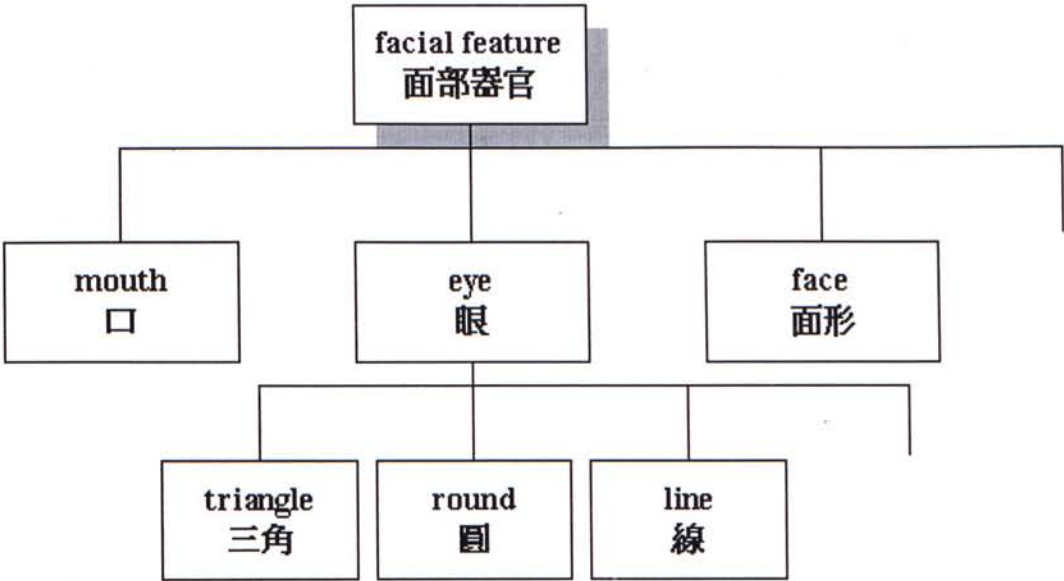 facial feature
面部器官
mouth
口
eye
眼
face
面形
triangle
三角
round
圓
line
線